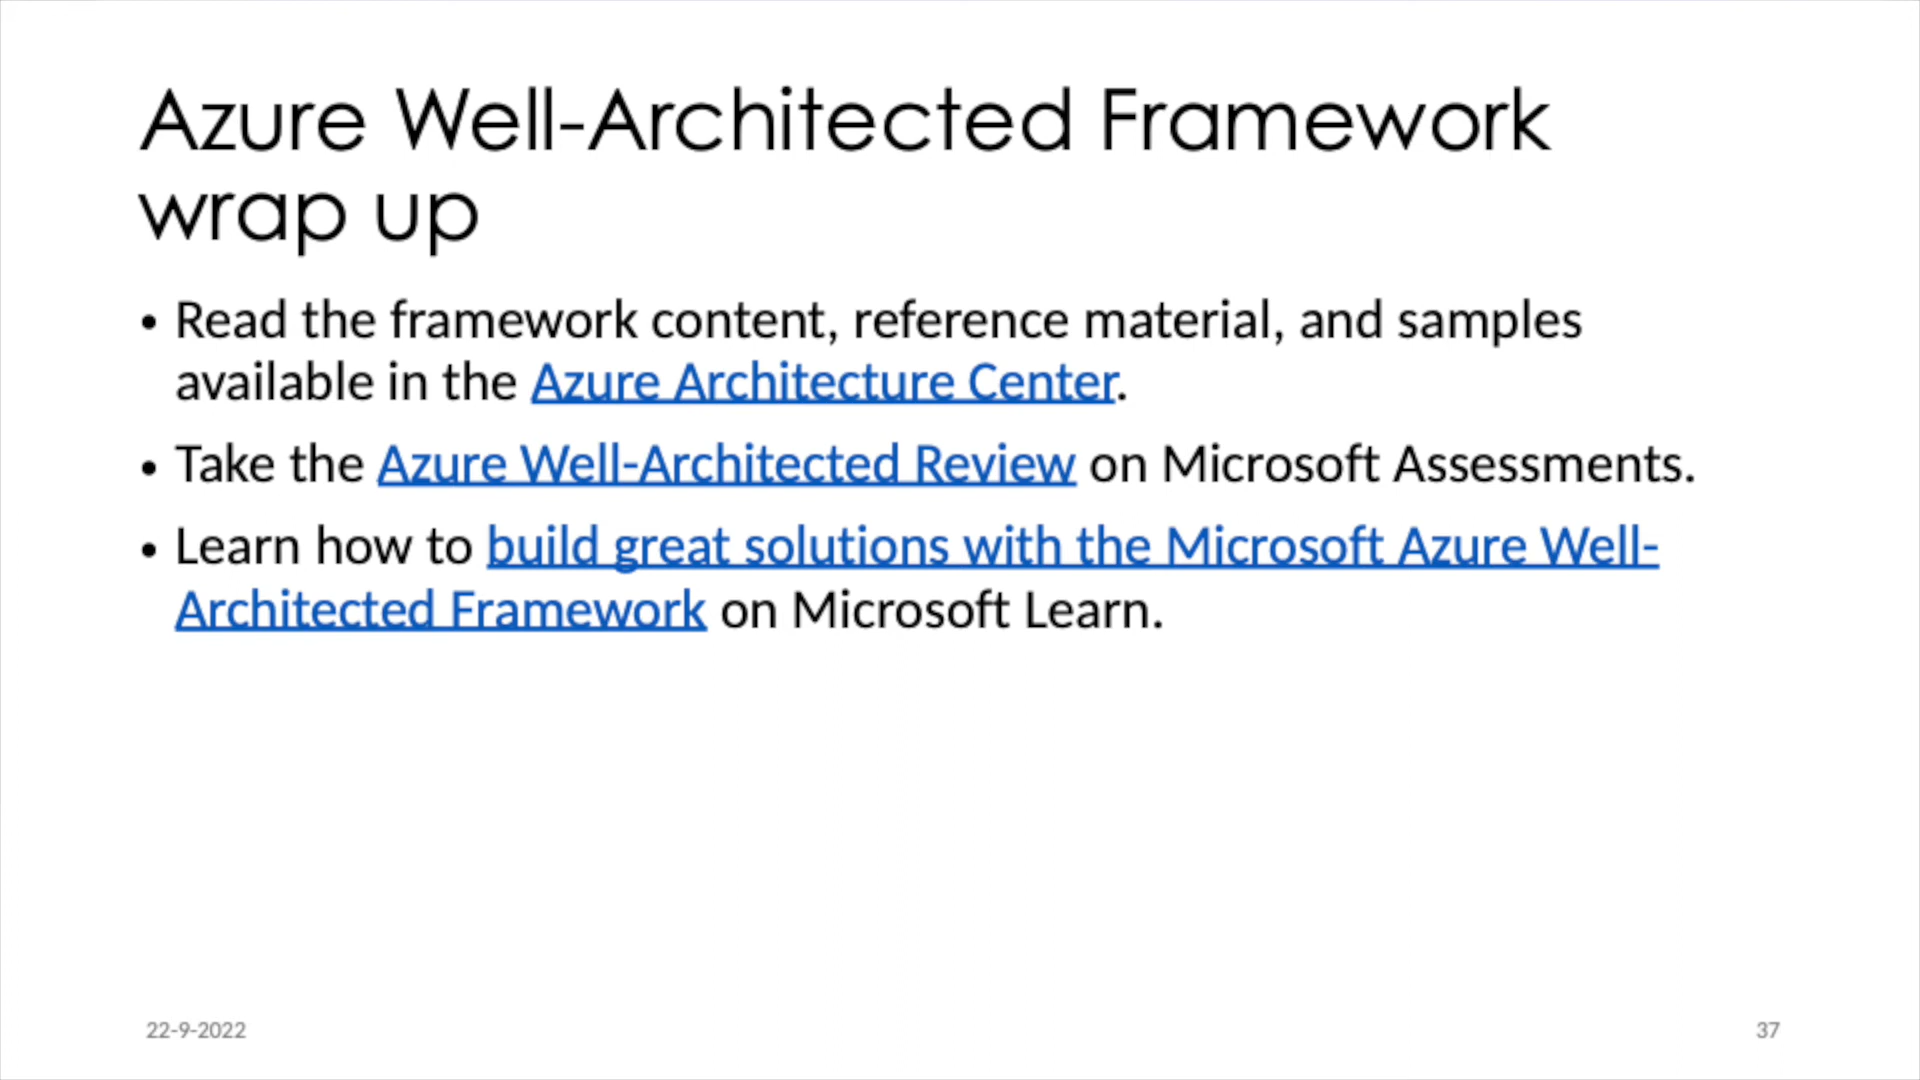 Azure Well-Architected Framework
wrap up
• Read the framework content, reference material, and samples
available in the Azure Architecture Center.
• Take the Azure Well-Architected Review on Microsoft Assessments.
• Learn how to build great solutions with the Microsoft Azure Well-
Architected Framework on Microsoft Learn.
22-9-2022
37